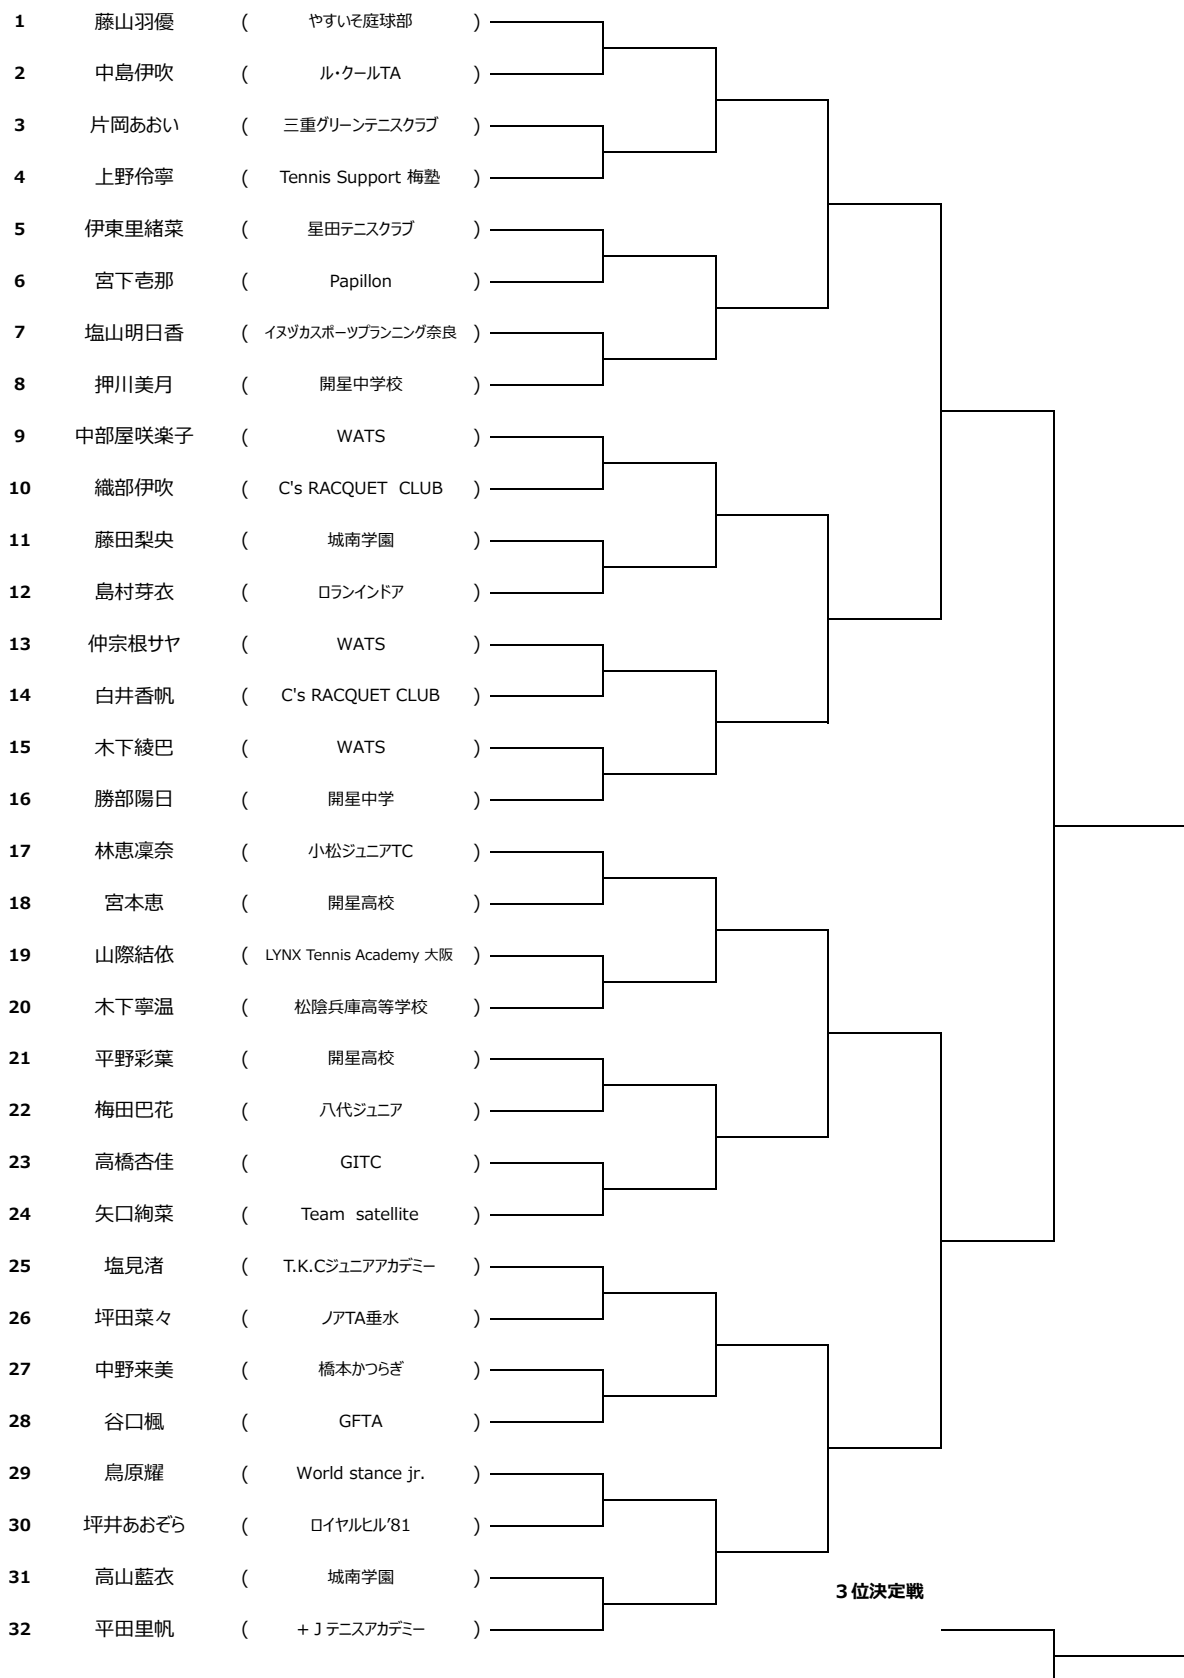 1 藤山羽優 ( やすいそ庭球部 )
2 中島伊吹 ( ル・クールTA )
3 片岡あおい ( 三重グリーンテニスクラブ )
4 上野伶寧 ( Tennis Support 梅塾 )
5 伊東里緒菜 ( 星田テニスクラブ )
6 宮下壱那 ( Papillon )
7 塩山明日香 ( イヌヅカスポーツプランニング奈良 )
8 押川美月 ( 開星中学校 )
9 中部屋咲楽子 ( WATS )
10 織部伊吹 ( C's RACQUET CLUB )
11 藤田梨央 ( 城南学園 )
12 島村芽衣 ( ロランインドア )
13 仲宗根サヤ ( WATS )
14 白井香帆 ( C's RACQUET CLUB )
15 木下綾巴 ( WATS )
16 勝部陽日 ( 開星中学 )
17 林恵凜奈 ( 小松ジュニアTC )
18 宮本恵 ( 開星高校 )
19 山際結依 ( LYNX Tennis Academy 大阪 )
20 木下寧温 ( 松陰兵庫高等学校 )
21 平野彩葉 ( 開星高校 )
22 梅田巴花 ( 八代ジュニア )
23 高橋杏佳 ( GITC )
24 矢口絢菜 ( Team satellite )
25 塩見渚 ( T.K.Cジュニアアカデミー )
26 坪田菜々 ( ノアTA垂水 )
27 中野来美 ( 橋本かつらぎ )
28 谷口楓 ( GFTA )
29 鳥原耀 ( World stance jr. )
30 坪井あおぞら ( ロイヤルヒル'81 )
31 高山藍衣 ( 城南学園 )
３位決定戦
32 平田里帆 ( ＋Ｊテニスアカデミー )